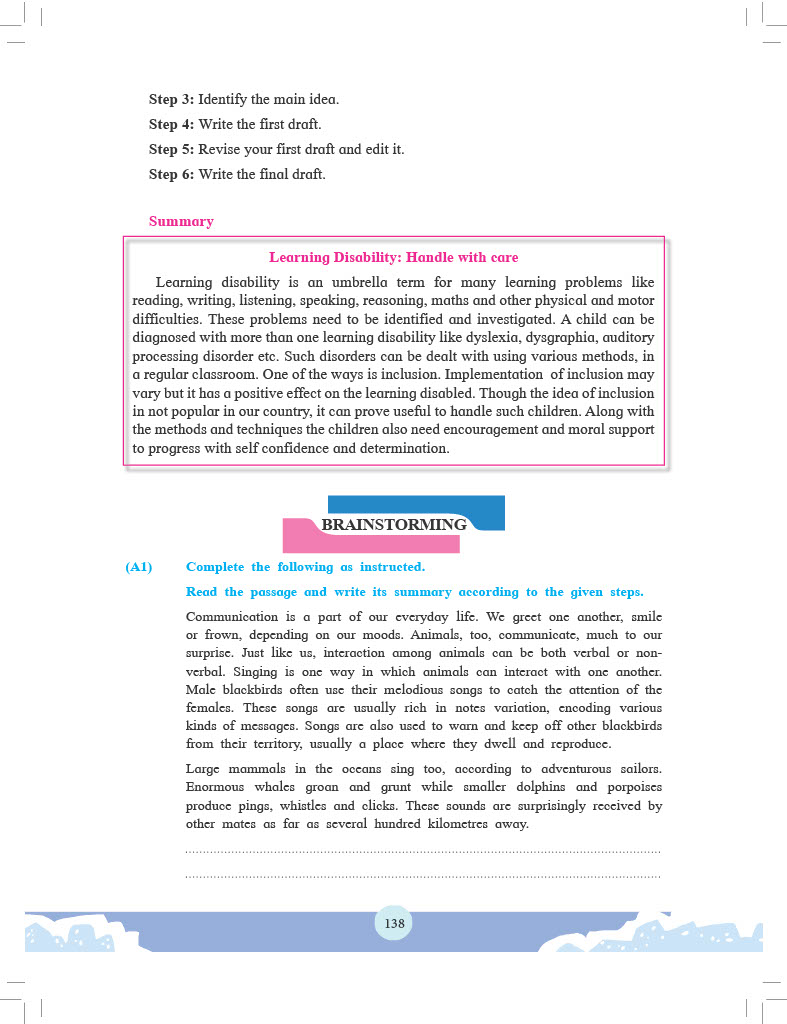 Step 3: Identify the main idea.
Step 4: Write the first draft.
Step 5: Revise your first draft and edit it.
Step 6: Write the final draft.
Summary
Learning Disability: Handle with care
Learning disability is an umbrella term for many learning problems like
reading, writing, listening, speaking, reasoning, maths and other physical and motor
difficulties. These problems need to be identified and investigated. A child can be
diagnosed with more than one learning disability like dyslexia, dysgraphia, auditory
processing disorder etc. Such disorders can be dealt with using various methods, in
a regular classroom. One of the ways is inclusion. Implementation of inclusion may
vary but it has a positive effect on the learning disabled. Though the idea of inclusion
in not popular in our country, it can prove useful to handle such children. Along with
the methods and techniques the children also need encouragement and moral support
to progress with self confidence and determination.
BRAINSTORMING
(A1) Complete the following as instructed.
Read the passage and write its summary according to the given steps.
Communication is a part of our everyday life. We greet one another, smile
or frown, depending on our moods. Animals, too, communicate, much to our
surprise. Just like us, interaction among animals can be both verbal or non-
verbal. Singing is one way in which animals can interact with one another.
Male blackbirds often use their melodious songs to catch the attention of the
females. These songs are usually rich in notes variation, encoding various
kinds of messages. Songs are also used to warn and keep off other blackbirds
from their territory, usually a place where they dwell and reproduce.
Large mammals in the oceans sing too, according to adventurous sailors.
Enormous whales groan and grunt while smaller dolphins and porpoises
produce pings, whistles and clicks. These sounds are surprisingly received by
other mates as far as several hundred kilometres away.
138